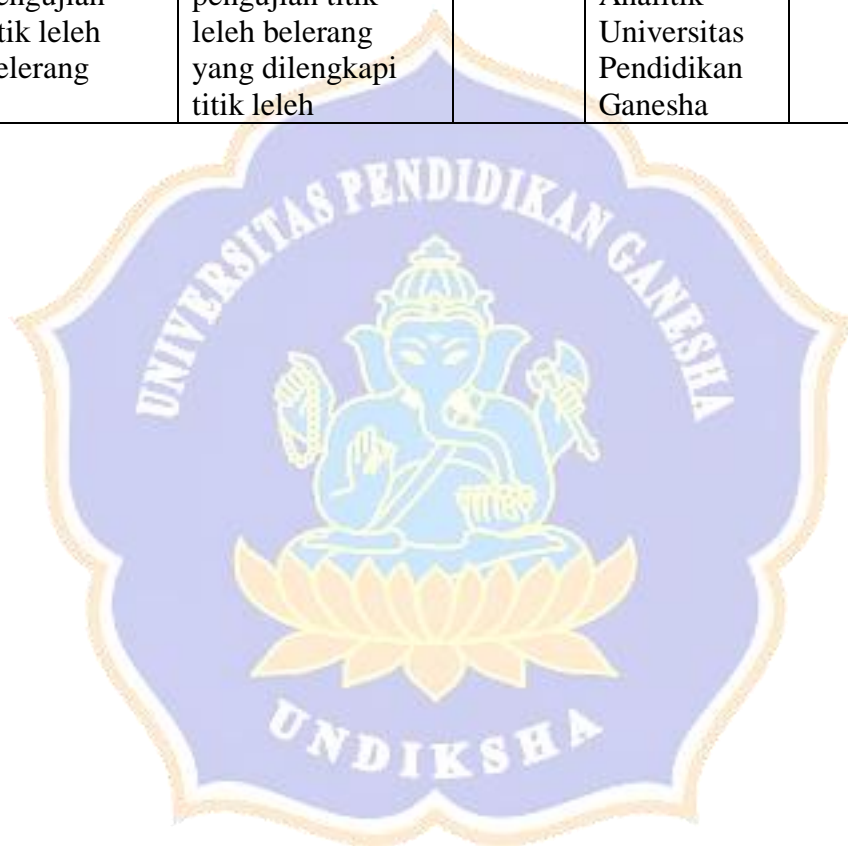 titik leleh belerang
leleh belerang yang dilengkapi titik leleh
Universitas Pendidikan Ganesha
UNIVERSITAS PENDIDIKAN GANESHA
UNDIKSHA